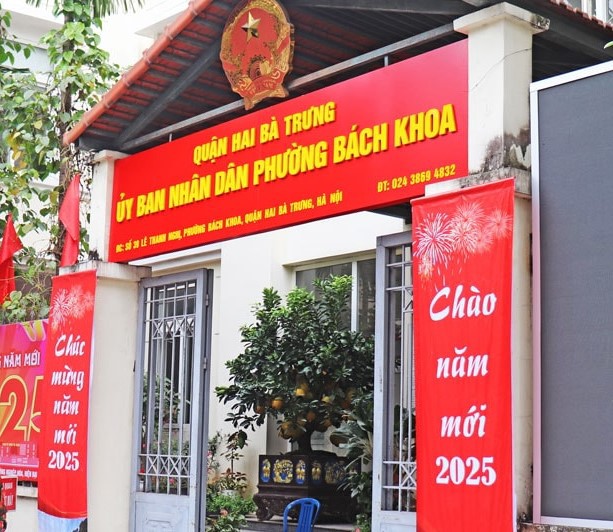 QUẬN HAI BÀ TRƯNG
ỦY BAN NHÂN DÂN PHƯỜNG BÁCH KHOA
ĐC: SỐ 30 LÊ THANH NGHỊ, PHƯỜNG BÁCH KHOA, QUẬN HAI BÀ TRƯNG, HÀ NỘI
ĐT: 024 3869 4832
Chúc
mừng
năm
mới
2025
Chào
năm
mới
2025
NĂM MỚI
25